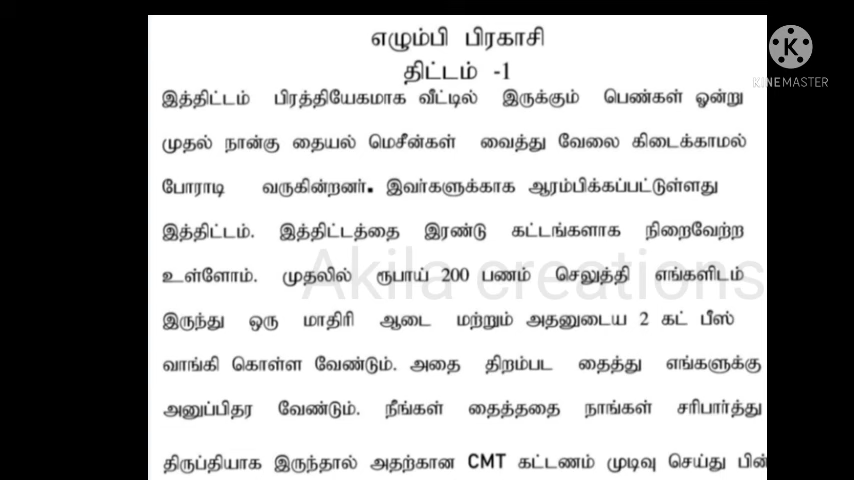 எழும்பி பிரகாசி
திட்டம் -1
இத்திட்டம் பிரத்தியேகமாக வீட்டில் இருக்கும் பெண்கள் ஓன்று
முதல் நான்கு தையல் மெசீன்கள் வைத்து வேலை கிடைக்காமல்
போராடி வருகின்றனர். இவர்களுக்காக ஆரம்பிக்கப்பட்டுள்ளது
இத்திட்டம். இத்திட்டத்தை இரண்டு கட்டங்களாக நிறைவேற்ற
உள்ளோம். முதலில் ரூபாய் 200 பணம் செலுத்தி எங்களிடம்
இருந்து ஒரு மாதிரி ஆடை மற்றும் அதனுடைய 2 கட் பீஸ்
வாங்கி கொள்ள வேண்டும். அதை திறம்பட தைத்து எங்களுக்கு
அனுப்பிதர வேண்டும். நீங்கள் தைத்ததை நாங்கள் சரிபார்த்து
திருப்தியாக இருந்தால் அதற்கான CMT கட்டணம் முடிவு செய்து பின்
Akila creations
KINEMASTER